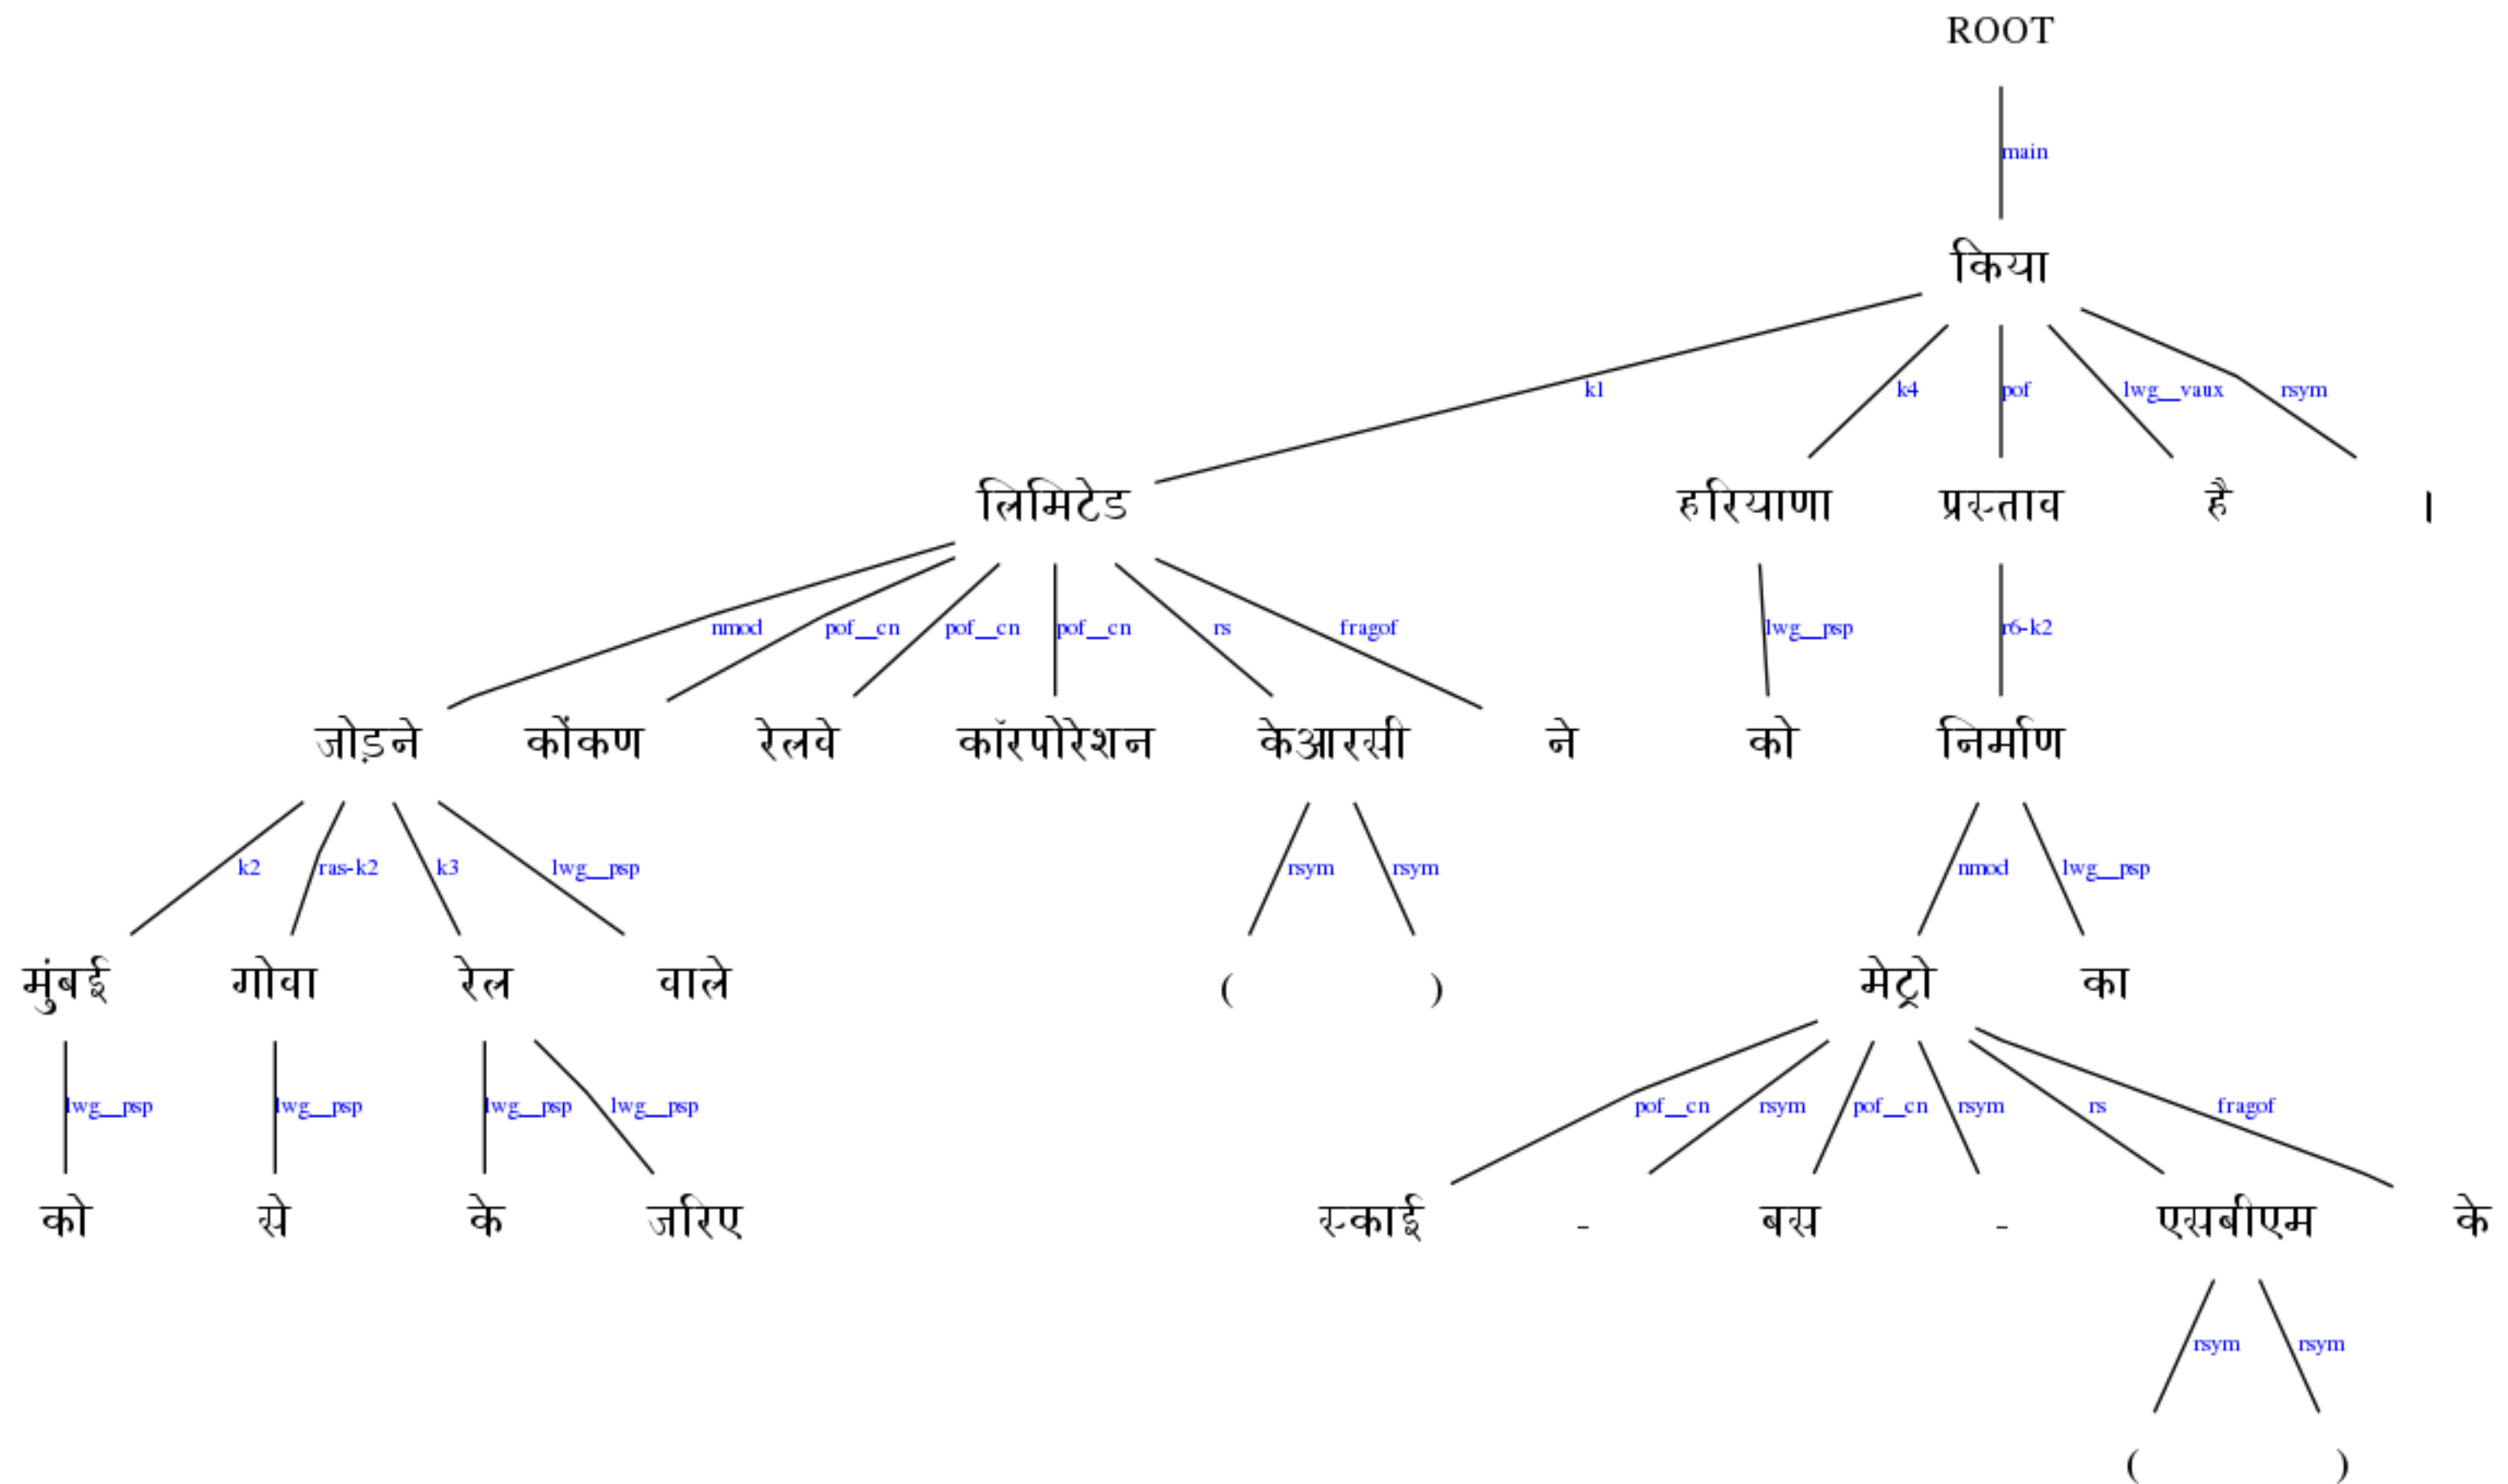 ROOT
main
किया
k1 k4 pof lwg__vaux rsym
लिमिटेड हरियाणा प्रस्ताव है ।
nmod pof__cn pof__cn pof__cn rs fragof lwg__psp r6-k2
जोड़ने कोंकण रेलवे कॉरपोरेशन केआरसी ने को निर्माण
k2 ras-k2 k3 lwg__psp rsym rsym nmod lwg__psp
मुंबई गोवा रेल वाले ( ) मेट्रो का
lwg__psp lwg__psp lwg__psp lwg__psp pof__cn rsym pof__cn rsym rs fragof
को से के जरिए स्काई - बस - एसबीएम के
rsym rsym
( )